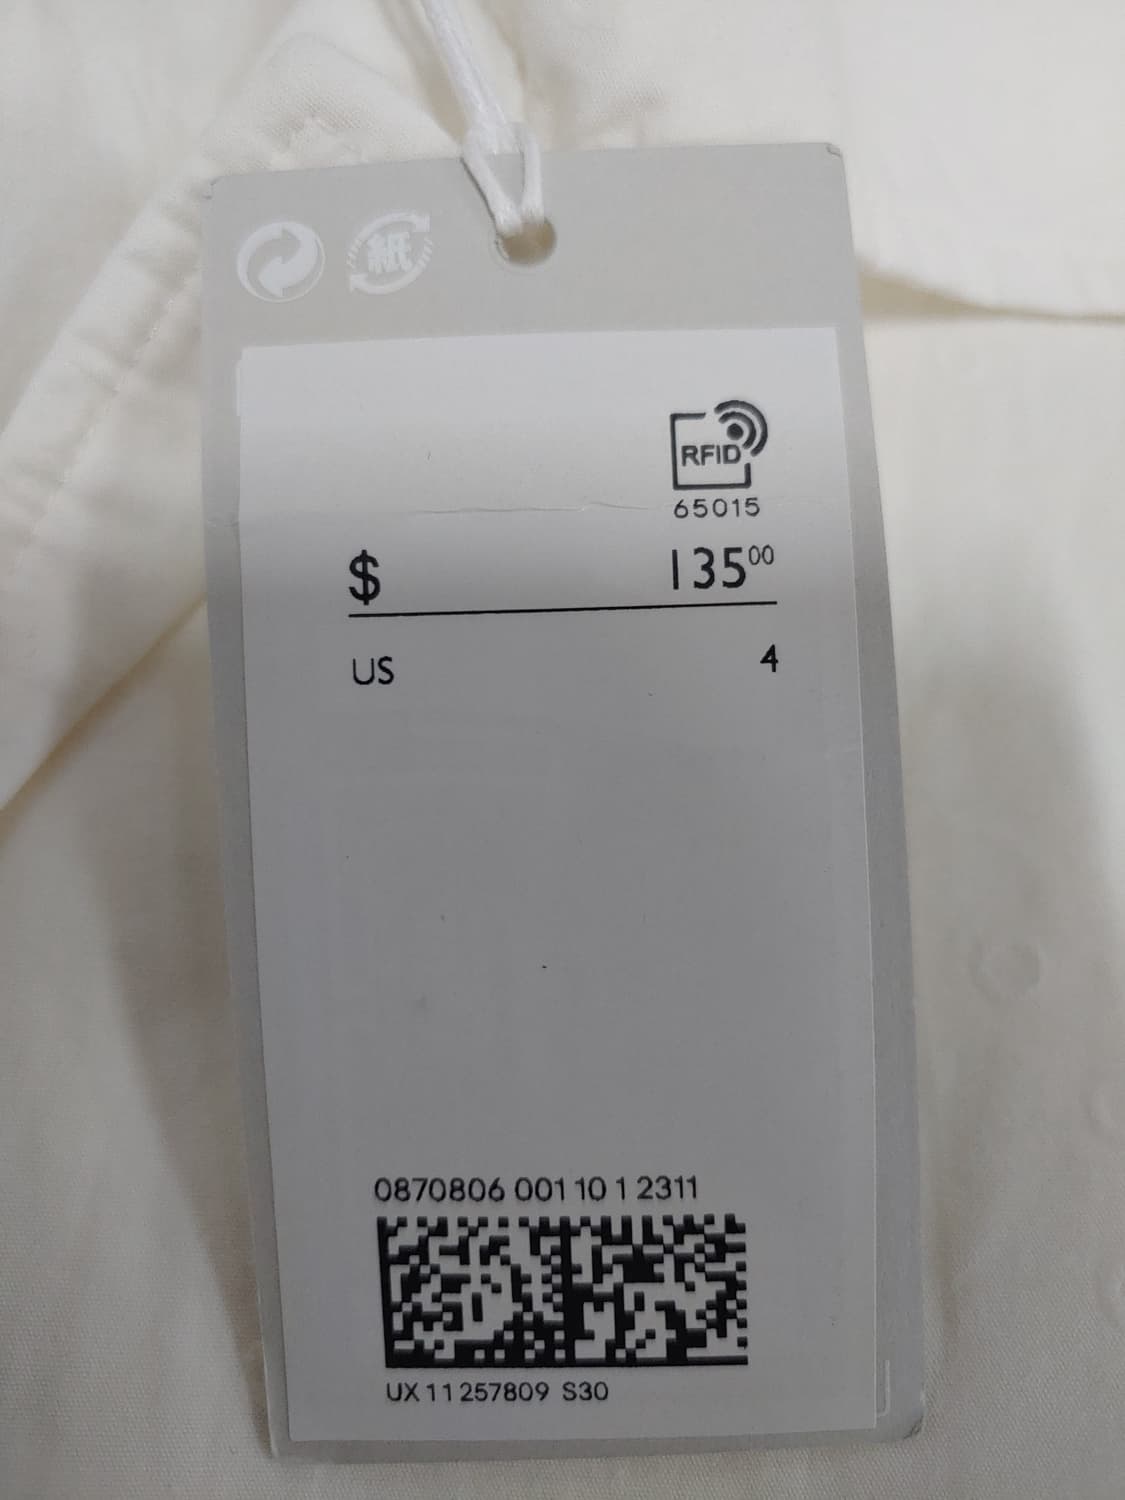 紙
RFID
65015
$ 135⁰⁰
US 4
0870806 001 10 1 2311
UX 11257809 S30